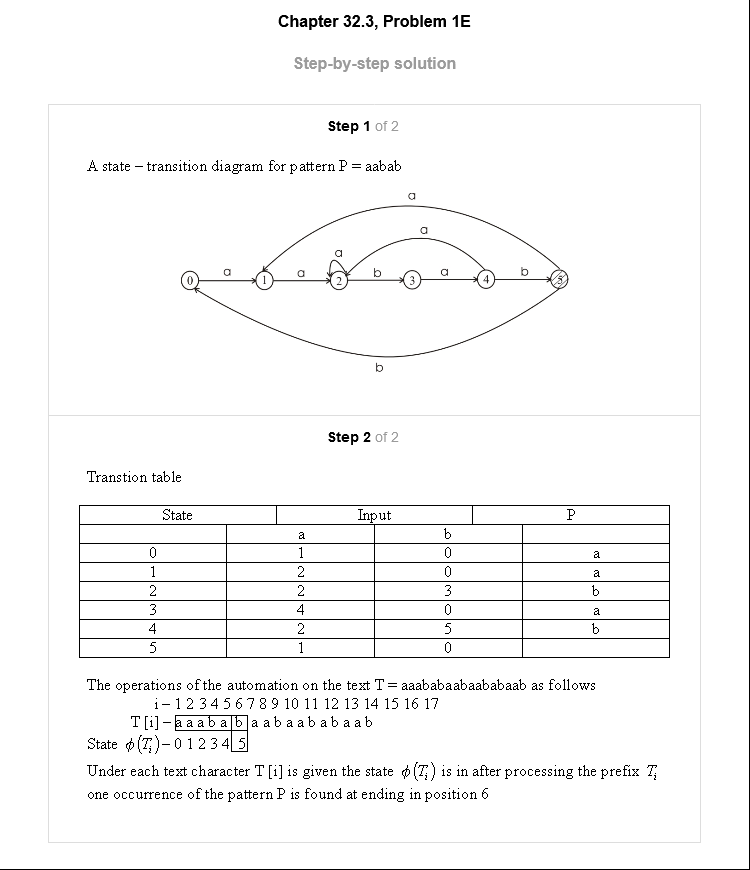 Chapter 32.3, Problem 1E
Step-by-step solution
Step 1 of 2
A state – transition diagram for pattern P = aabab
a
a
a
0 a 1 a 2 b 3 a 4 b 5
b
Step 2 of 2
Transtion table
State Input P
a b
0 1 0 a
1 2 0 a
2 2 3 b
3 4 0 a
4 2 5 b
5 1 0
The operations of the automation on the text T = aaababaabaababaab as follows
i – 1 2 3 4 5 6 7 8 9 10 11 12 13 14 15 16 17
T [i] – a a a b a b a a b a a b a b a a b
State ϕ(Tᵢ) – 0 1 2 3 4 5
Under each text character T [i] is given the state ϕ(Tᵢ) is in after processing the prefix Tᵢ
one occurrence of the pattern P is found at ending in position 6